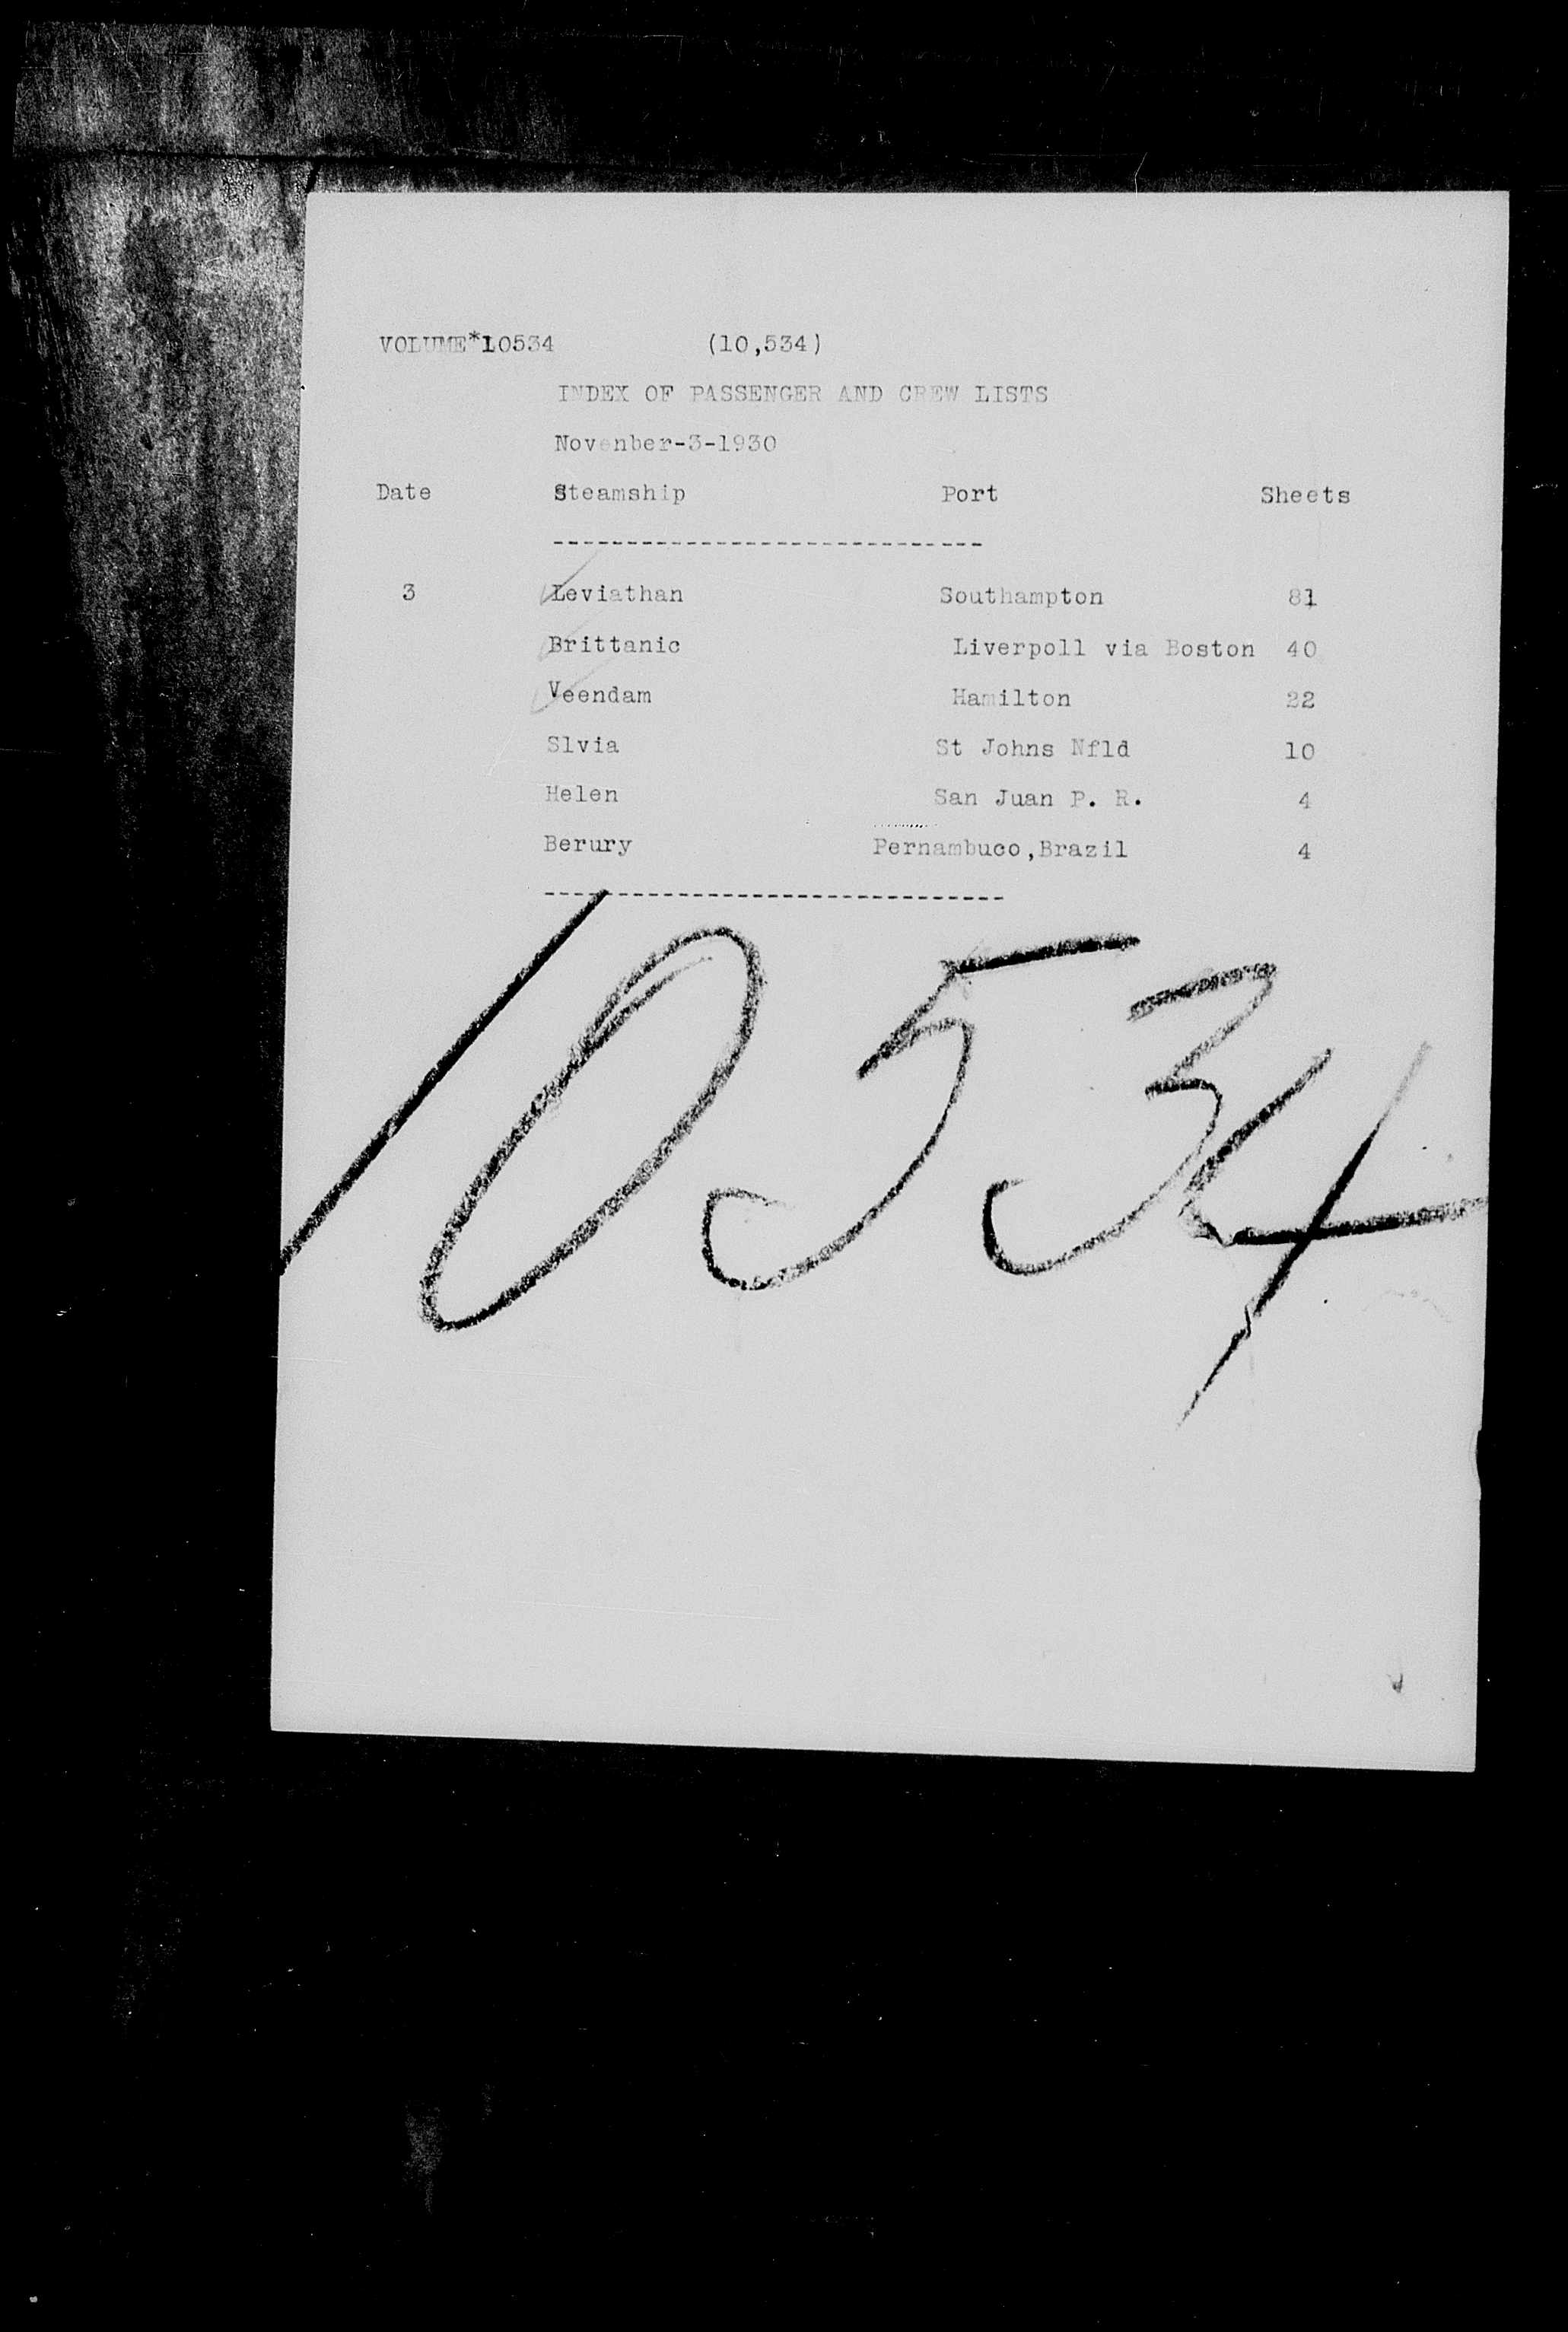 VOLUME*10534 (10,534)
INDEX OF PASSENGER AND CREW LISTS
Novenber-3-1930
Date Steamship Port Sheets
-----------------------------
3 Leviathan Southampton 81
Brittanic Liverpoll via Boston 40
Veendam Hamilton 22
Slvia St Johns Nfld 10
Helen San Juan P. R. 4
Berury Pernambuco,Brazil 4
-------------------------------
10534